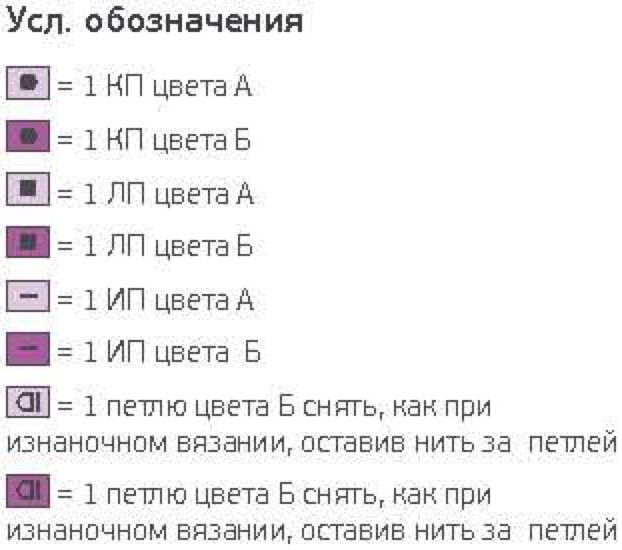 Усл. обозначения
= 1 КП цвета А
= 1 КП цвета Б
= 1 ЛП цвета А
= 1 ЛП цвета Б
= 1 ИП цвета А
= 1 ИП цвета Б
= 1 петлю цвета Б снять, как при
изнаночном вязании, оставив нить за петлей
= 1 петлю цвета Б снять, как при
изнаночном вязании, оставив нить за петлей